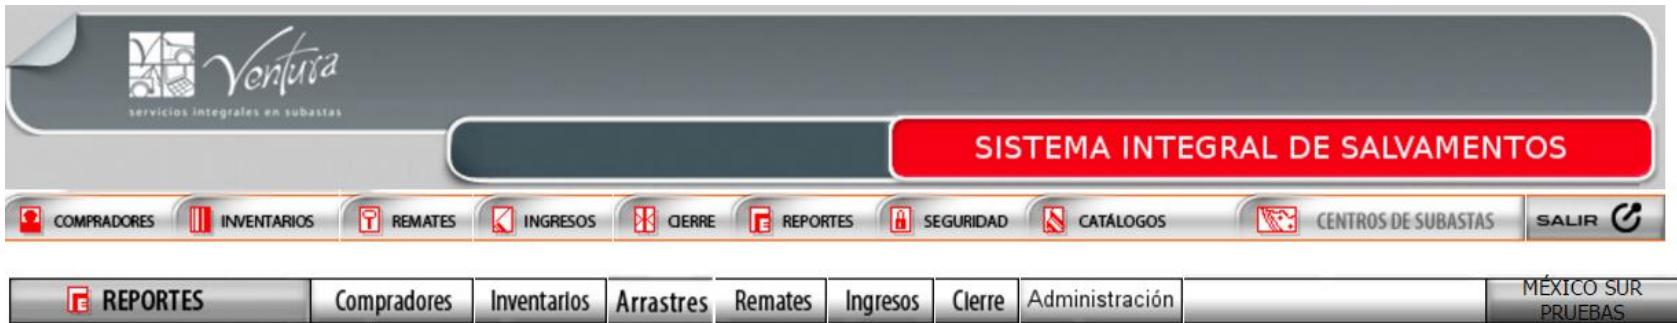 Ventura
servicios integrales en subastas
SISTEMA INTEGRAL DE SALVAMENTOS
COMPRADORES INVENTARIOS REMATES INGRESOS CIERRE REPORTES SEGURIDAD CATÁLOGOS CENTROS DE SUBASTAS SALIR
REPORTES Compradores Inventarios Arrastres Remates Ingresos Cierre Administración MÉXICO SUR
PRUEBAS